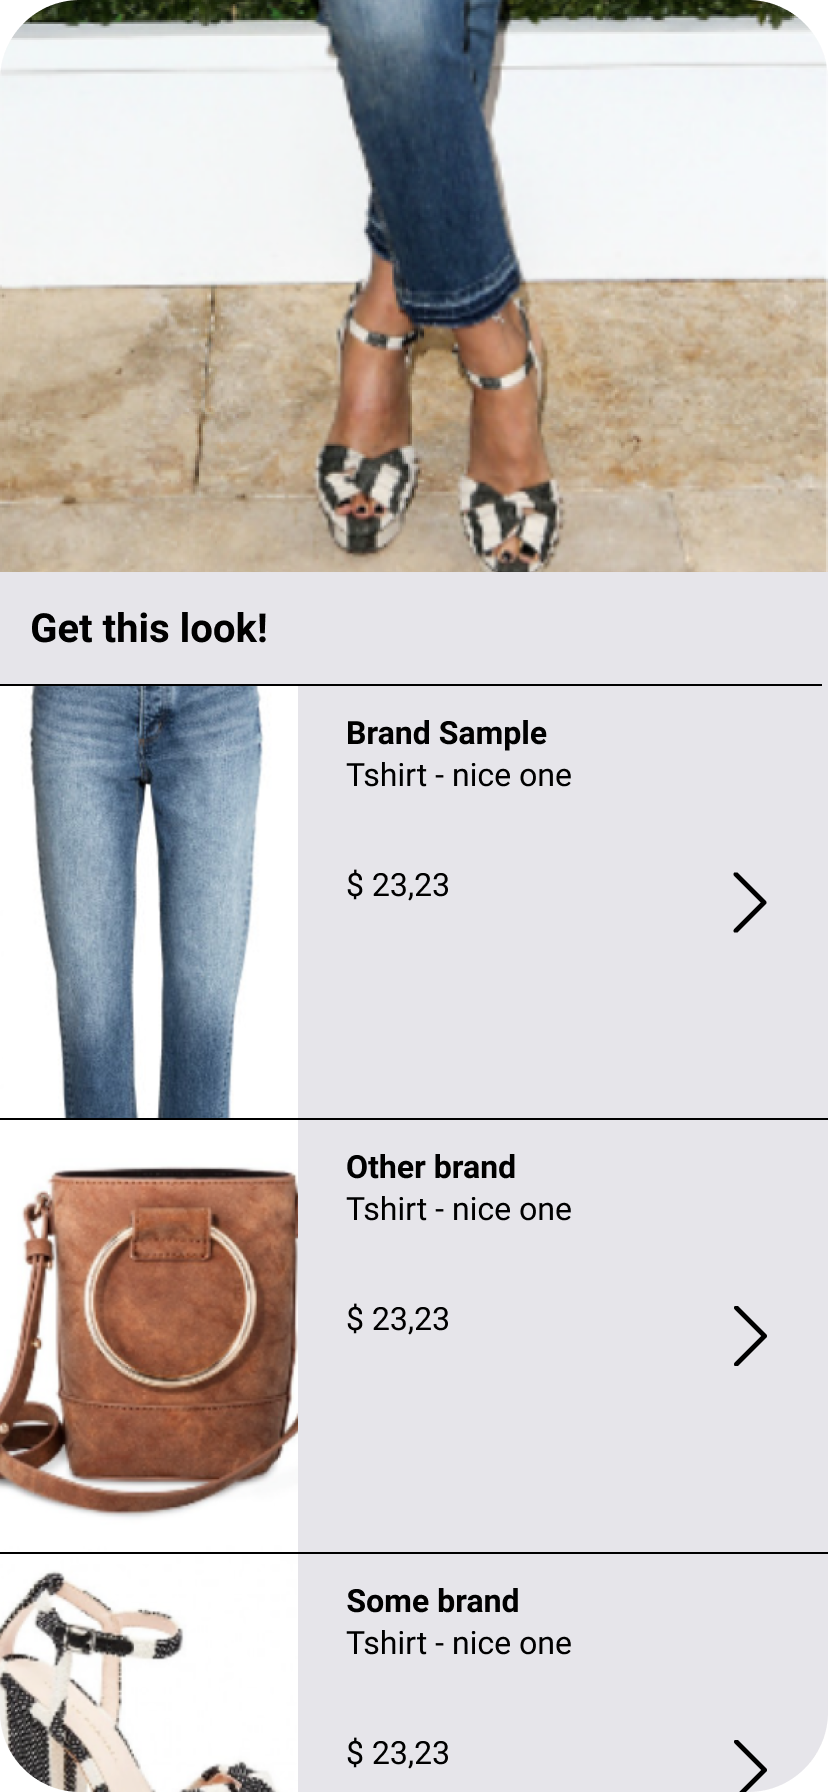 Get this look!
Brand Sample
Tshirt - nice one
$ 23,23
Other brand
Tshirt - nice one
$ 23,23
Some brand
Tshirt - nice one
$ 23,23